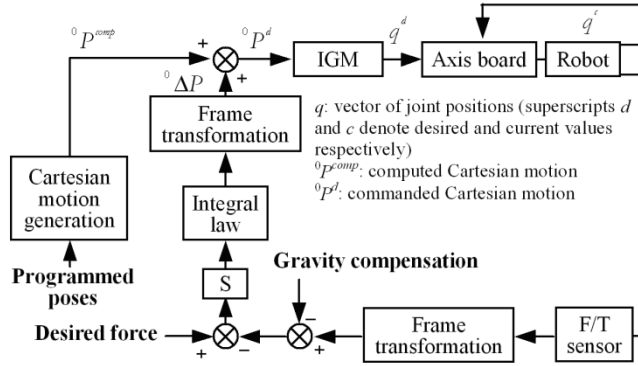 ⁰P^comp
+
⁰P^d
+
IGM
q^d
Axis board
q^c
Robot
⁰ΔP
Frame
transformation
q: vector of joint positions (superscripts d
and c denote desired and current values
respectively)
⁰P^comp: computed Cartesian motion
⁰P^d: commanded Cartesian motion
Cartesian
motion
generation
Integral
law
Programmed
poses
S
Gravity compensation
Desired force
+
−
−
+
Frame
transformation
F/T
sensor